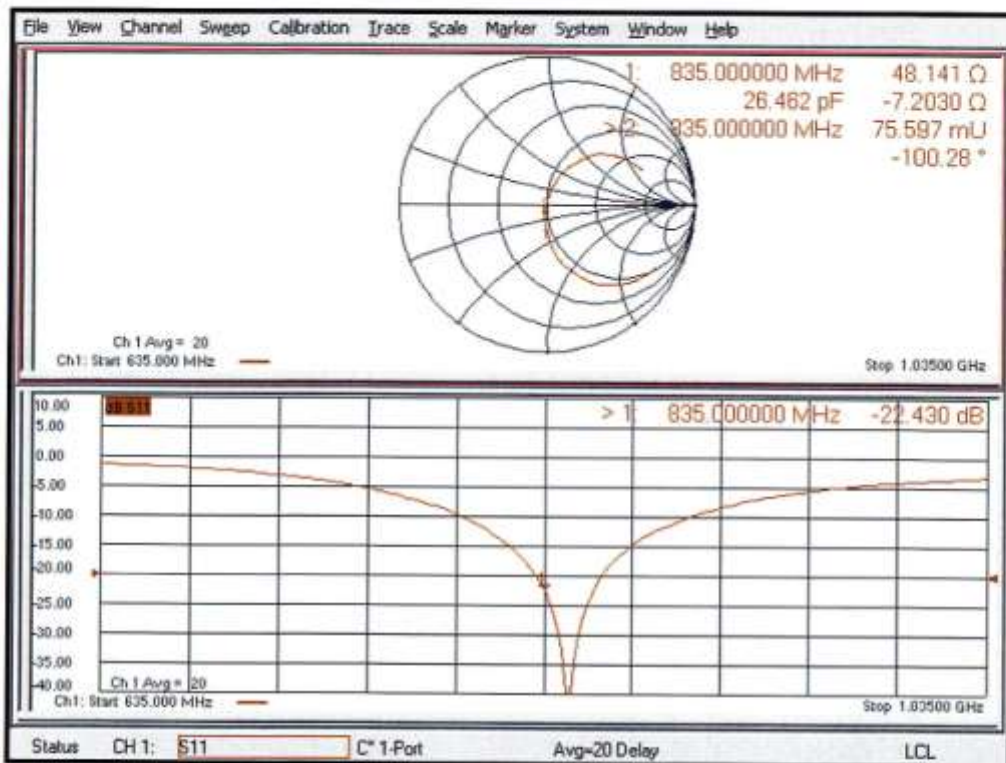 File View Channel Sweep Calibration Trace Scale Marker System Window Help
1: 835.000000 MHz 48.141 Ω
26.462 pF -7.2030 Ω
> 2: 835.000000 MHz 75.597 mU
-100.28 °
Ch 1 Avg = 20
Ch1: Start 635.000 MHz
Stop 1.03500 GHz
10.00
5.00
0.00
-5.00
-10.00
-15.00
-20.00
-25.00
-30.00
-35.00
-40.00
> 1: 835.000000 MHz -22.430 dB
Ch 1 Avg = 20
Ch1: Start 635.000 MHz
Stop 1.03500 GHz
Status CH 1: S11 C* 1-Port Avg=20 Delay LCL